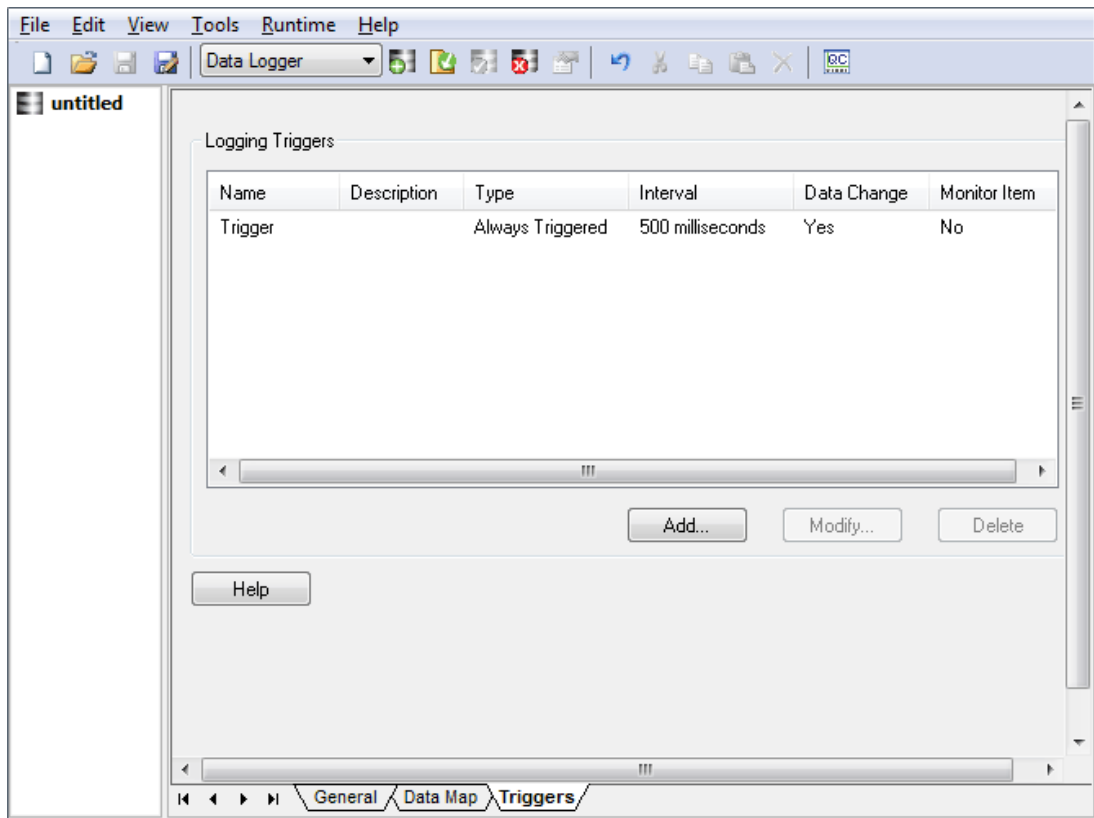 File Edit View Tools Runtime Help
Data Logger QC
untitled
Logging Triggers
Name Description Type Interval Data Change Monitor Item
Trigger Always Triggered 500 milliseconds Yes No
Add... Modify... Delete
Help
General Data Map Triggers